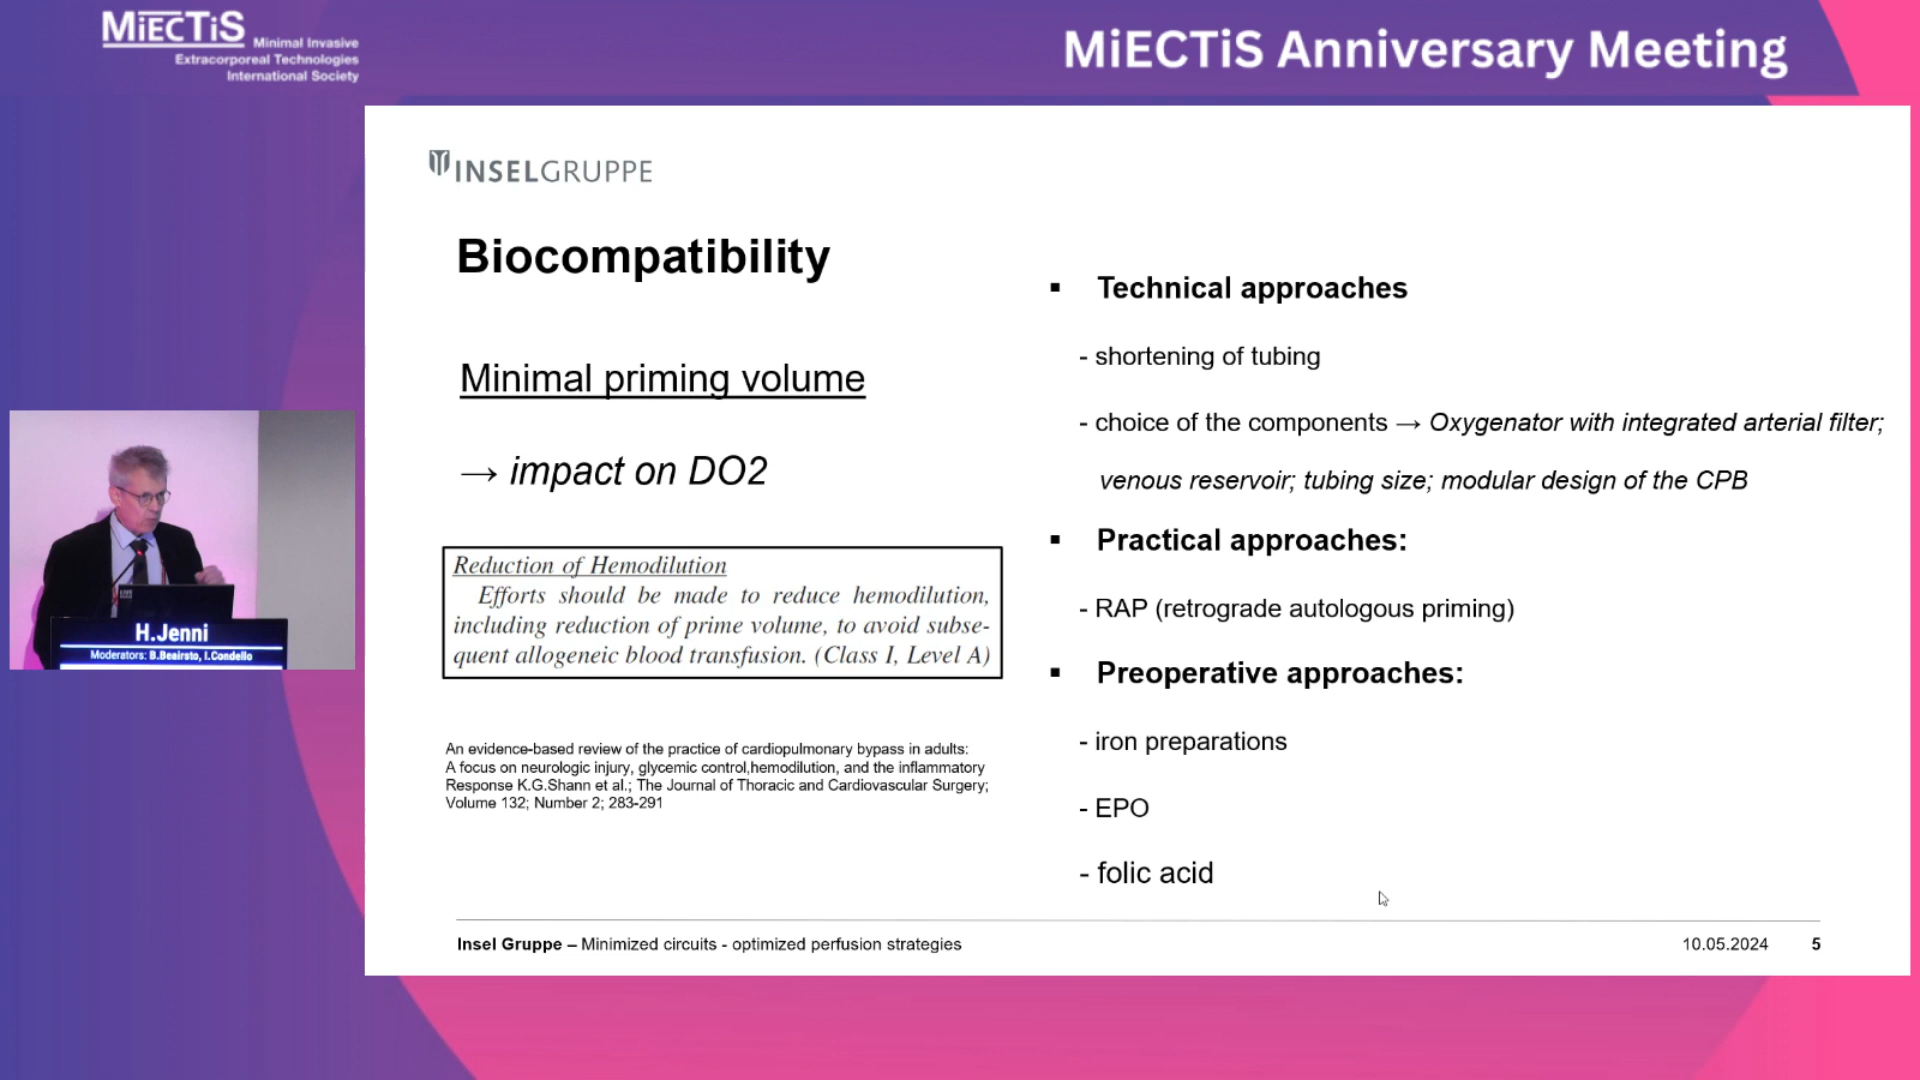 MiECTiS
Minimal Invasive
Extracorporeal Technologies
International Society
MiECTiS Anniversary Meeting
INSELGRUPPE
Biocompatibility
Minimal priming volume
→ impact on DO2
Reduction of Hemodilution
Efforts should be made to reduce hemodilution,
including reduction of prime volume, to avoid subse-
quent allogeneic blood transfusion. (Class I, Level A)
An evidence-based review of the practice of cardiopulmonary bypass in adults:
A focus on neurologic injury, glycemic control,hemodilution, and the inflammatory
Response K.G.Shann et al.; The Journal of Thoracic and Cardiovascular Surgery;
Volume 132; Number 2; 283-291
▪ Technical approaches
- shortening of tubing
- choice of the components → Oxygenator with integrated arterial filter;
venous reservoir; tubing size; modular design of the CPB
▪ Practical approaches:
- RAP (retrograde autologous priming)
▪ Preoperative approaches:
- iron preparations
- EPO
- folic acid
Insel Gruppe – Minimized circuits - optimized perfusion strategies
10.05.2024 5
H.Jenni
Moderators: B.Beeirsto, I.Condello